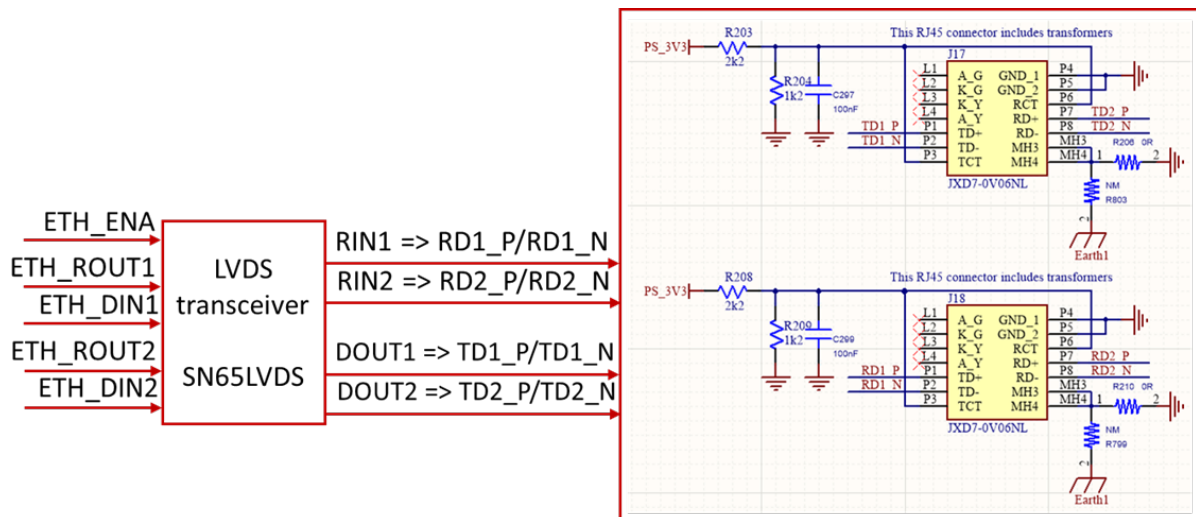 ETH_ENA
ETH_ROUT1
ETH_DIN1
ETH_ROUT2
ETH_DIN2
LVDS
transceiver
SN65LVDS
RIN1 => RD1_P/RD1_N
RIN2 => RD2_P/RD2_N
DOUT1 => TD1_P/TD1_N
DOUT2 => TD2_P/TD2_N
PS_3V3
R203
2k2
This RJ45 connector includes transformers
J17
R204
1k2
C297
100nF
TD1_P
TD1_N
L1 A_G GND_1 P4
L2 K_G GND_2 P5
L3 K_Y RCT P6
L4 A_Y RD+ P7 TD2_P
P1 TD+ RD- P8 TD2_N
P2 TD- MH3 MH3
P3 TCT MH4 MH4
R206 0R
1 2
JXD7-0V06NL
NM
R803
2
Earth1
PS_3V3
R208
2k2
This RJ45 connector includes transformers
J18
R209
1k2
C299
100nF
RD1_P
RD1_N
L1 A_G GND_1 P4
L2 K_G GND_2 P5
L3 K_Y RCT P6
L4 A_Y RD+ P7 RD2_P
P1 TD+ RD- P8 RD2_N
P2 TD- MH3 MH3
P3 TCT MH4 MH4
R210 0R
1 2
JXD7-0V06NL
NM
R799
2
Earth1